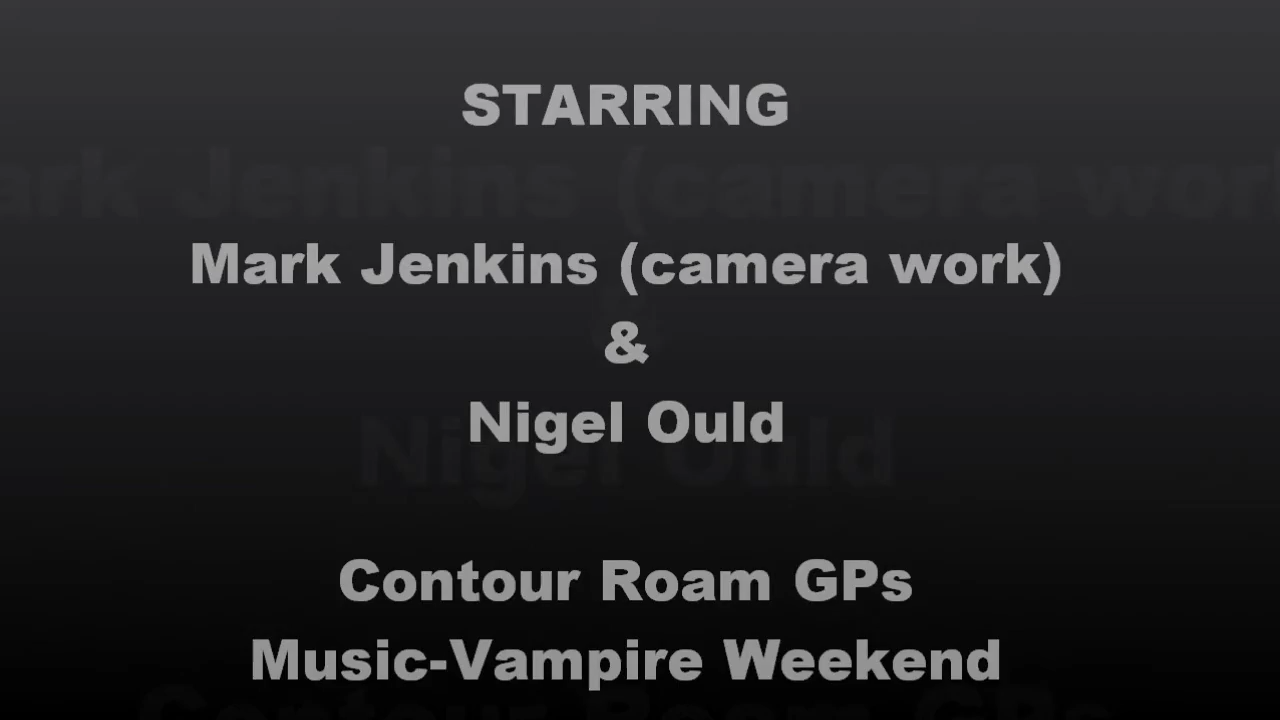 STARRING
Mark Jenkins (camera work)
&
Nigel Ould
Contour Roam GPs
Music-Vampire Weekend